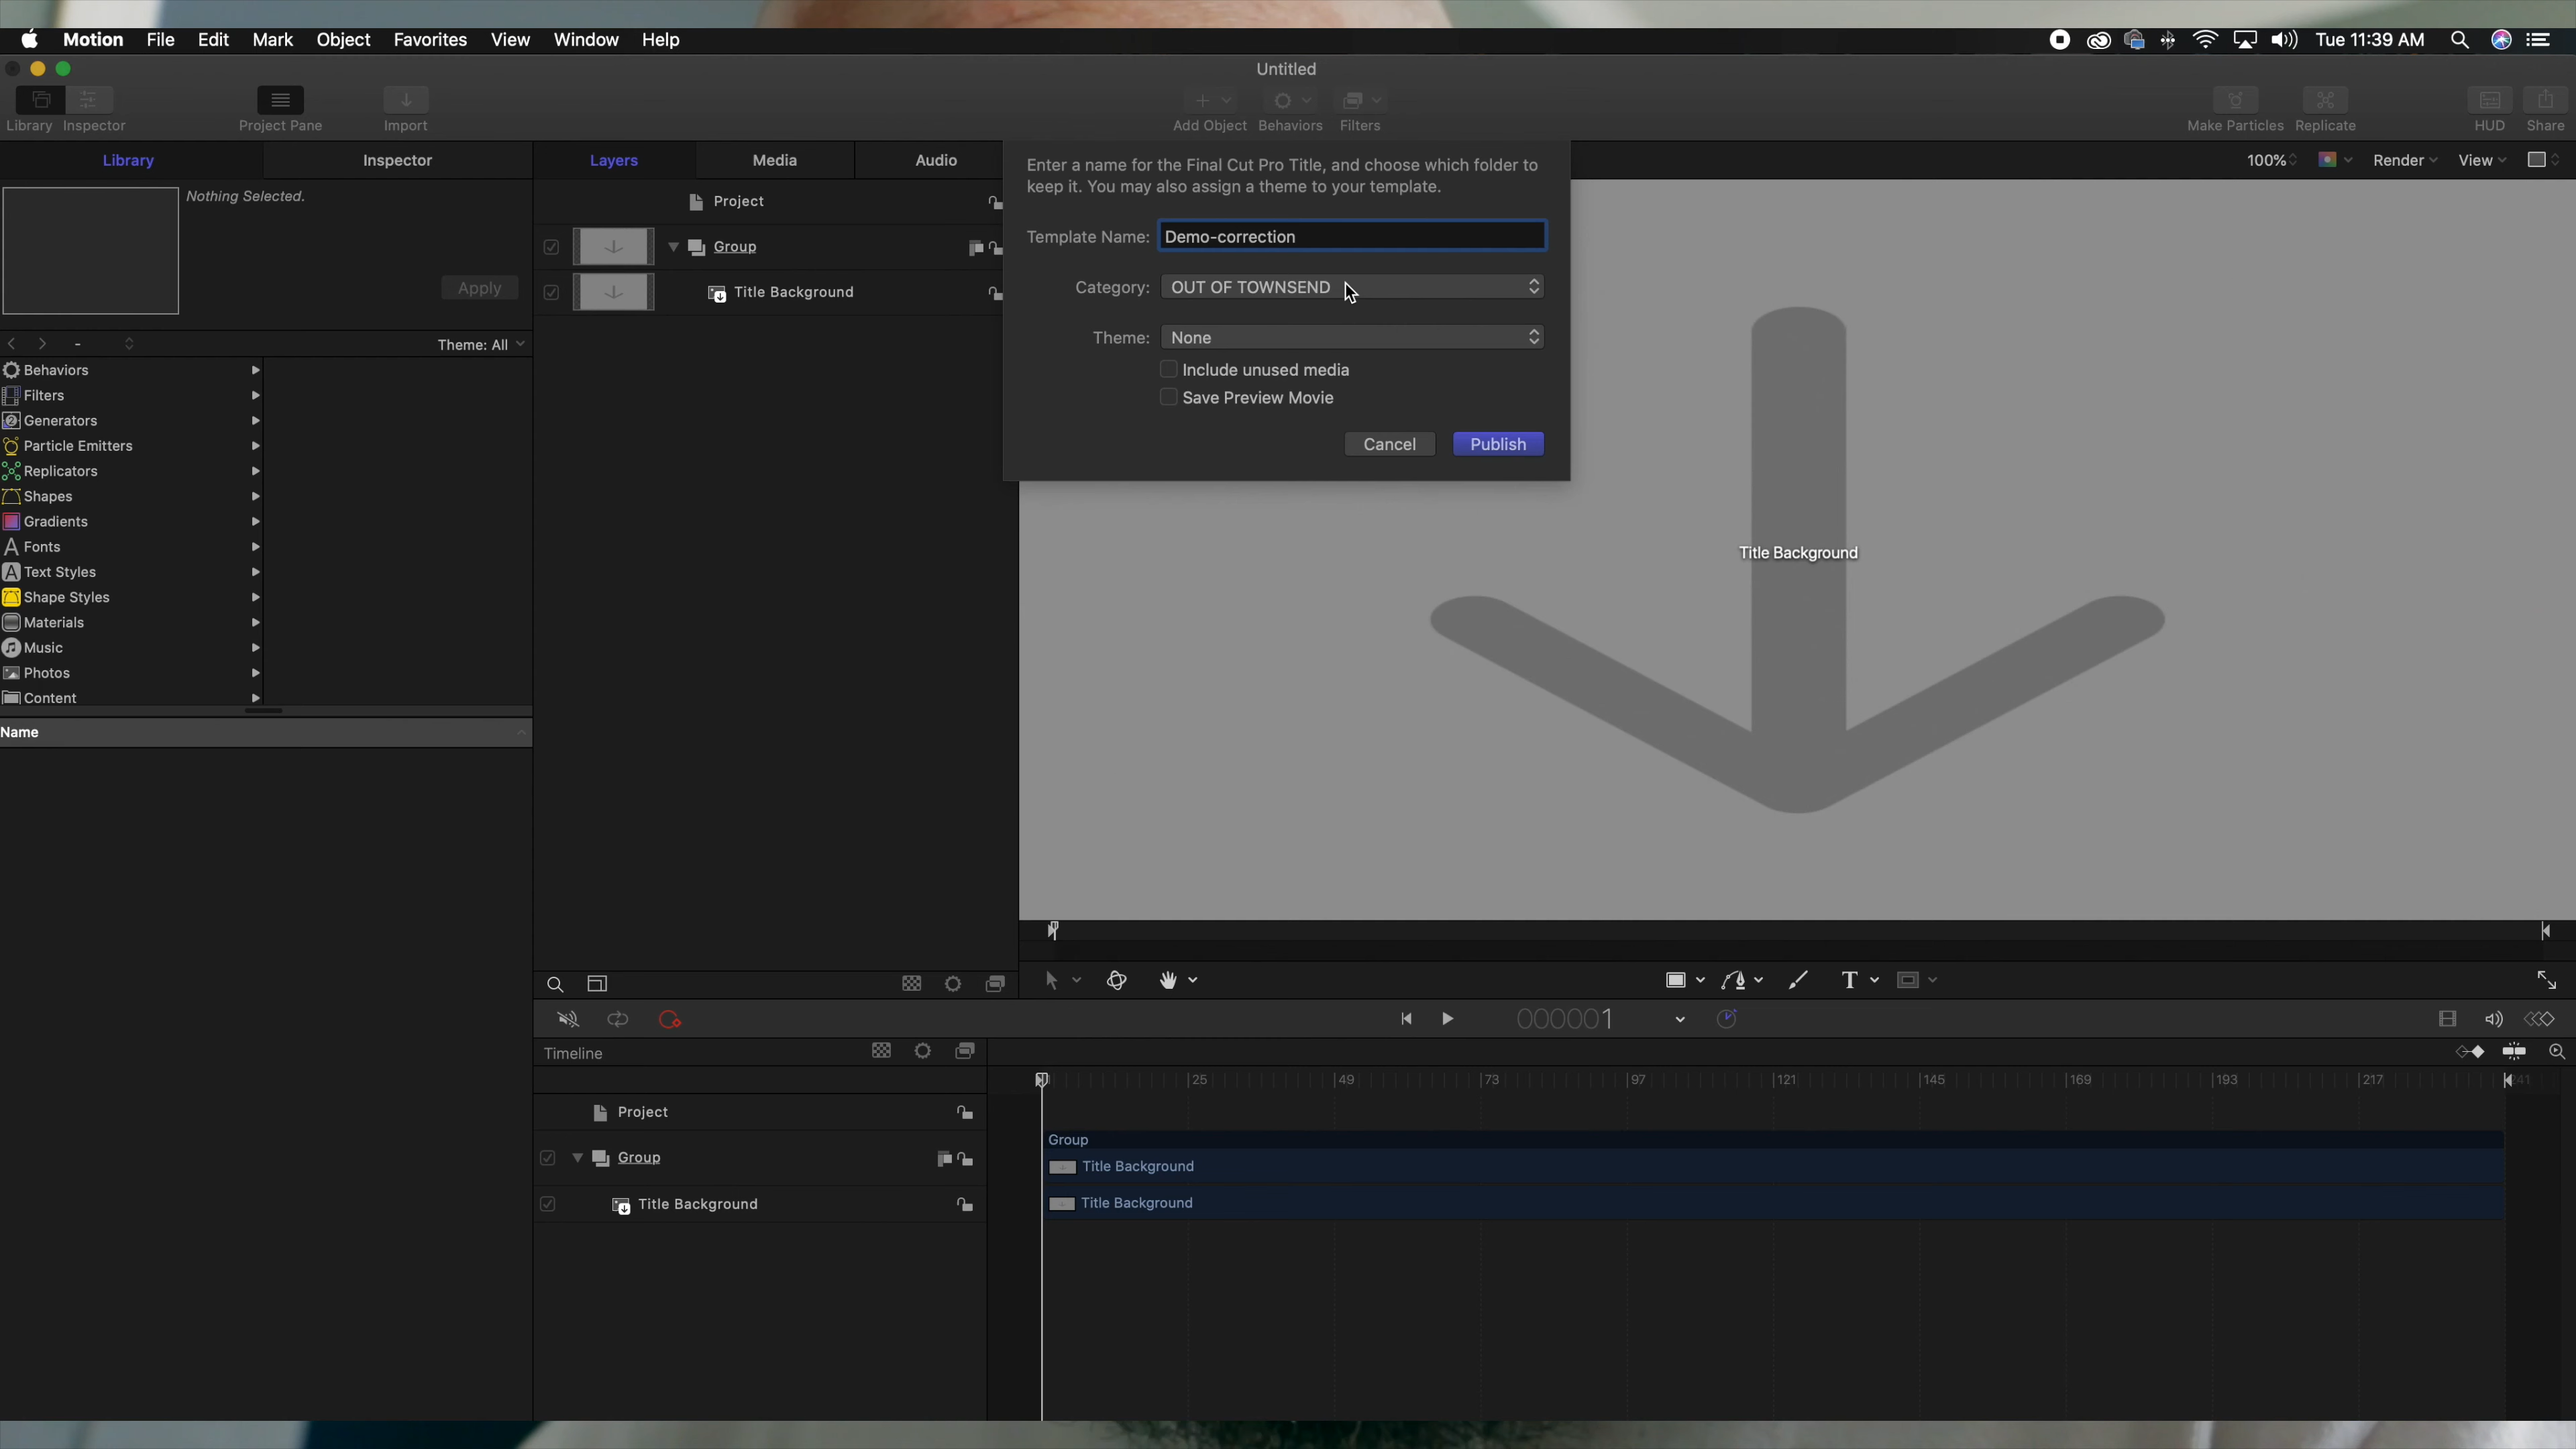 Motion File Edit Mark Object Favorites View Window Help Tue 11:39 AM
Untitled
Library Inspector Project Pane Import Add Object Behaviors Filters Make Particles Replicate HUD Share
Library Inspector Layers Media Audio 100% Render View
Nothing Selected.
Apply
Theme: All
Behaviors
Filters
Generators
Particle Emitters
Replicators
Shapes
Gradients
Fonts
Text Styles
Shape Styles
Materials
Music
Photos
Content
Name
Project
Group
Title Background
Enter a name for the Final Cut Pro Title, and choose which folder to
keep it. You may also assign a theme to your template.
Template Name: Demo-correction
Category: OUT OF TOWNSEND
Theme: None
Include unused media
Save Preview Movie
Cancel Publish
Title Background
T
000001
Timeline
25 49 73 97 121 145 169 193 217 241
Project
Group
Title Background
Group
Title Background
Title Background